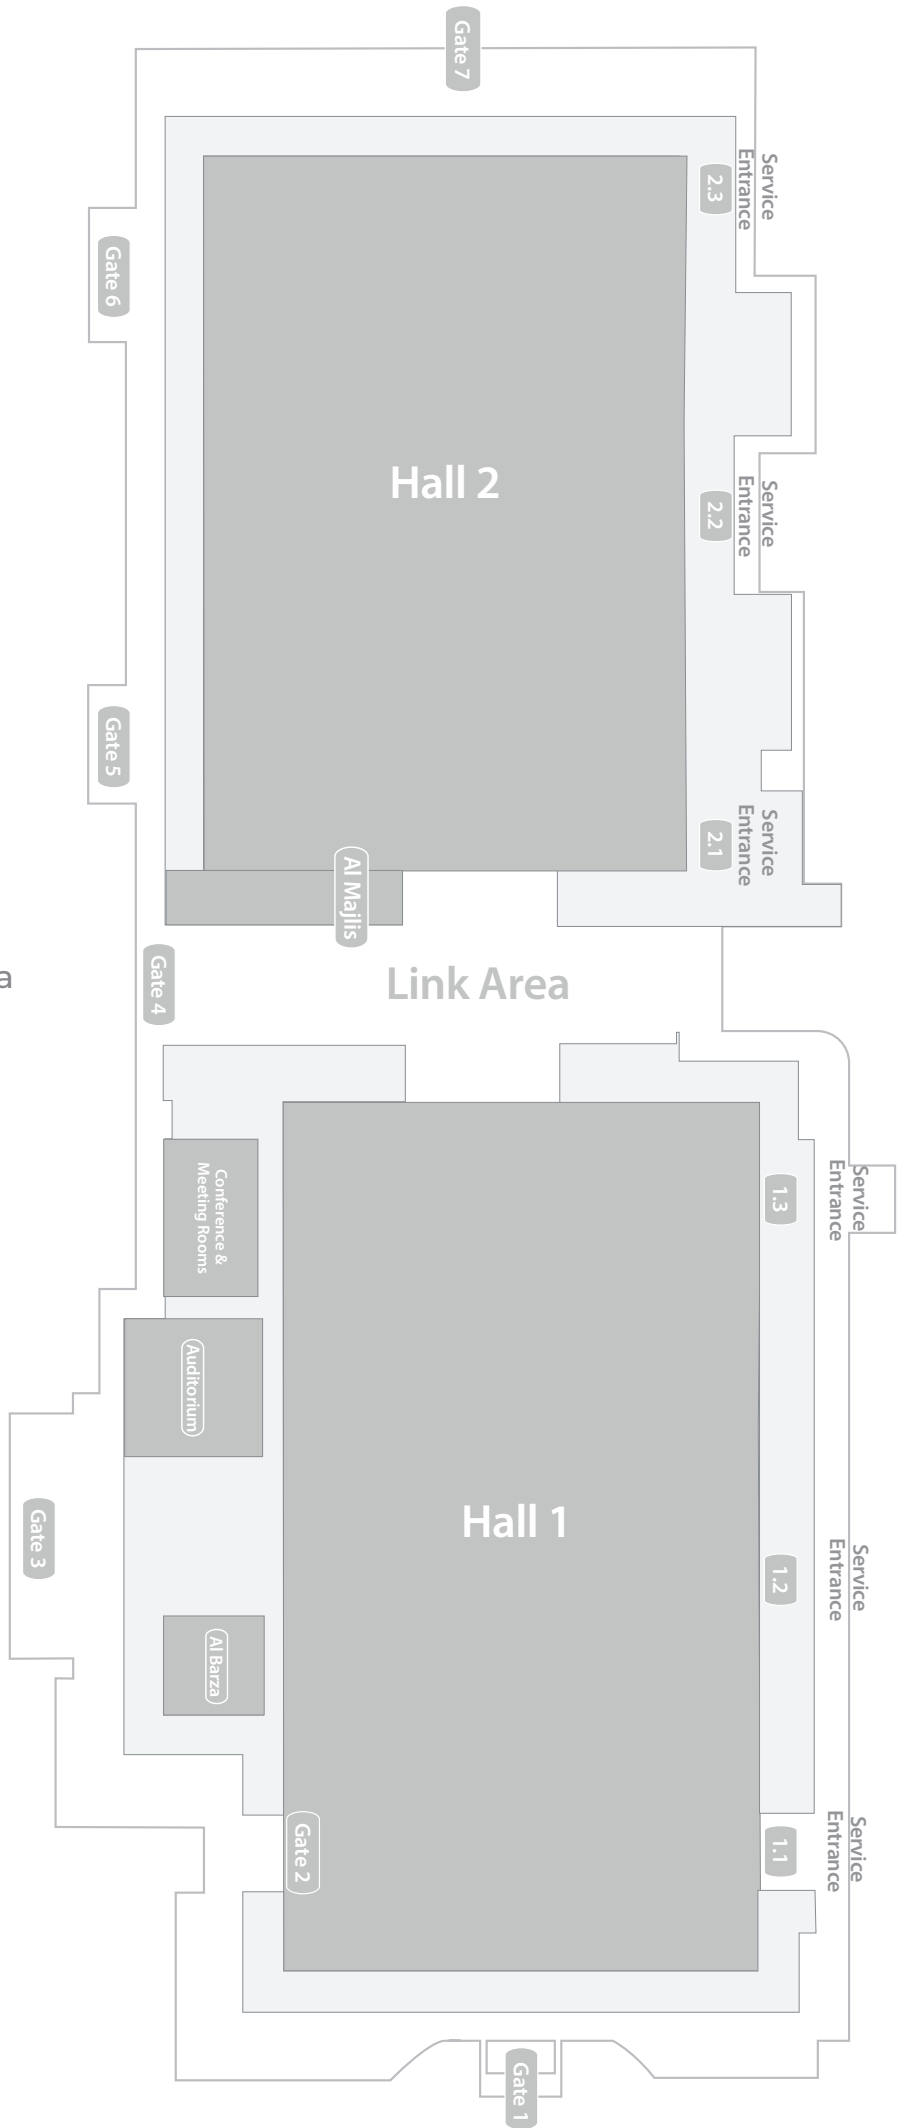 Gate 7
Service
Entrance
2.3
Gate 6
Hall 2
Service
Entrance
2.2
Gate 5
Service
Entrance
2.1
Al Majlis
a
Gate 4
Link Area
Service
Entrance
1.3
Conference &
Meeting Rooms
Auditorium
Gate 3
Hall 1
Service
Entrance
1.2
Al Barza
Gate 2
Service
Entrance
1.1
Gate 1